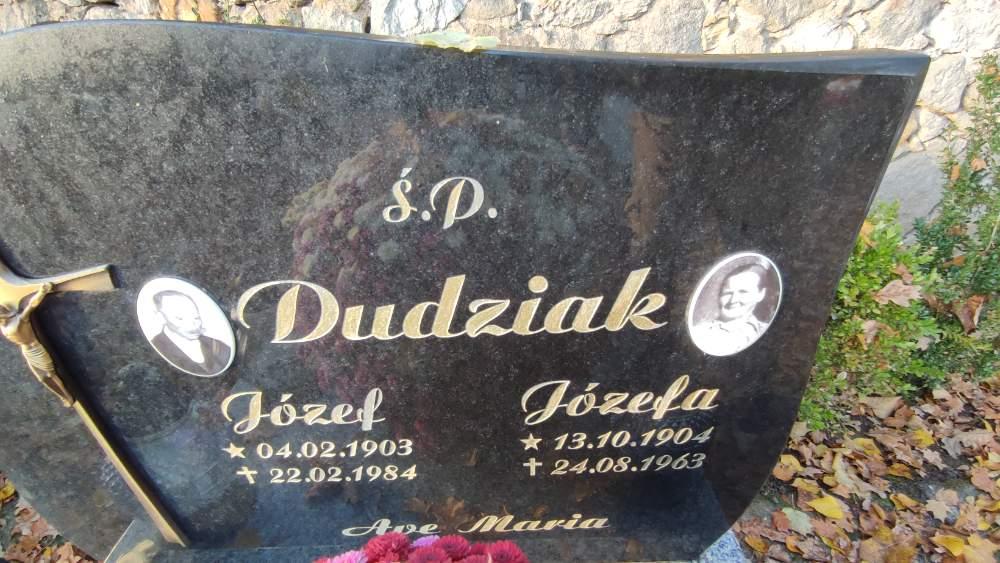 Ś.P.
Dudziak
Józef Józefa
★ 04.02.1903 ★ 13.10.1904
✝ 22.02.1984 ✝ 24.08.1963
Ave Maria